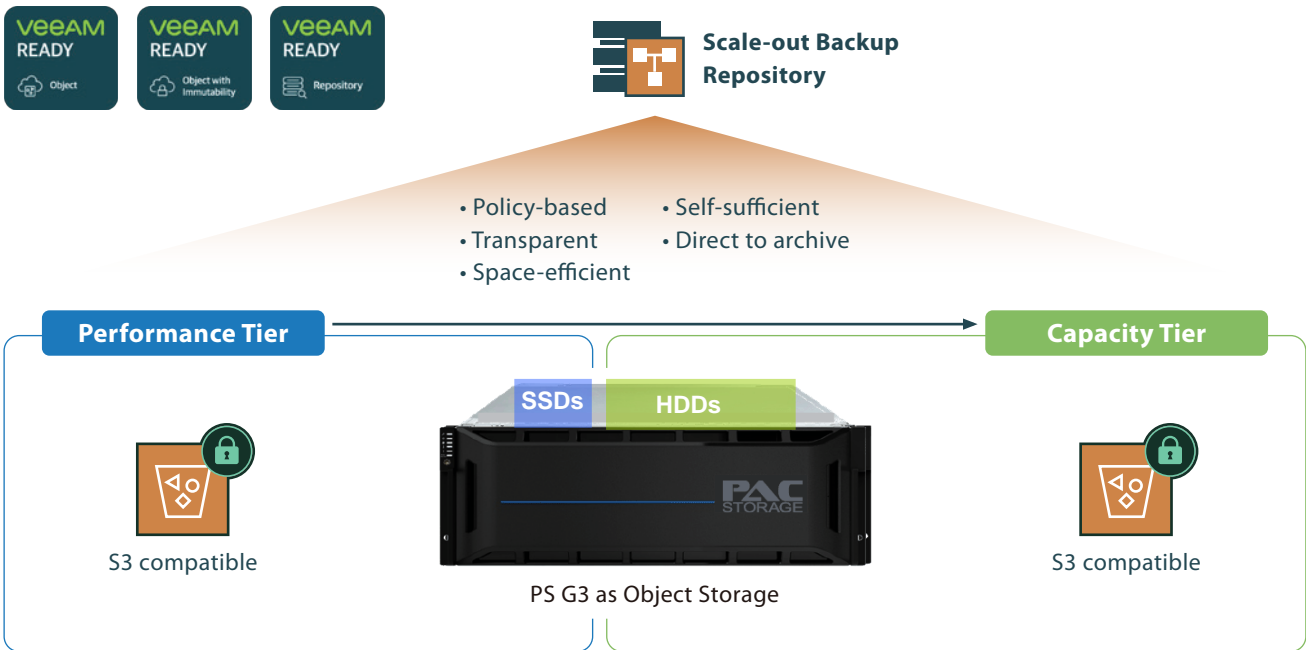 VeeAM
READY
Object
VeeAM
READY
Object with
Immutability
VeeAM
READY
Repository
Scale-out Backup
Repository
• Policy-based
• Transparent
• Space-efficient
• Self-sufficient
• Direct to archive
Performance Tier
Capacity Tier
SSDs
HDDs
PAC
STORAGE
S3 compatible
PS G3 as Object Storage
S3 compatible